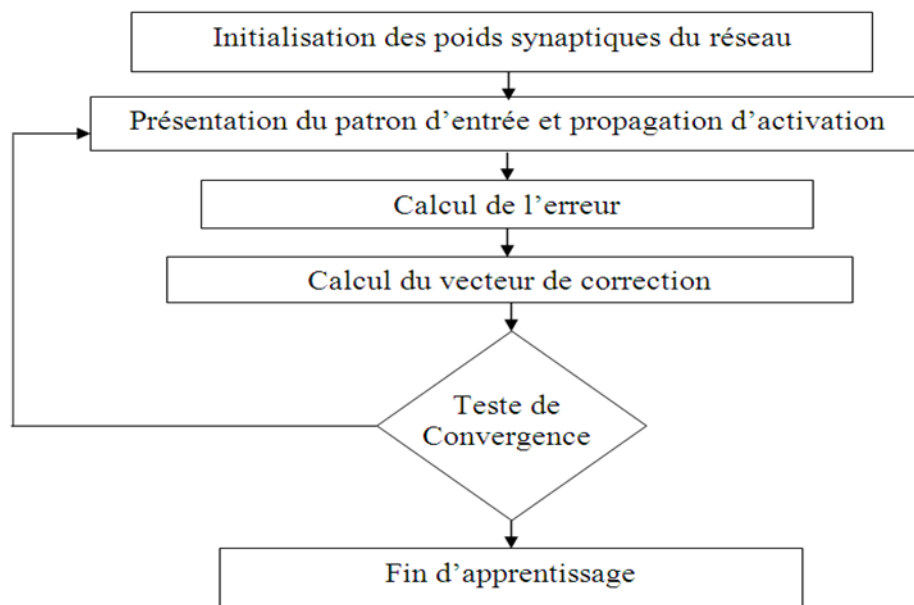 Initialisation des poids synaptiques du réseau
Présentation du patron d’entrée et propagation d’activation
Calcul de l’erreur
Calcul du vecteur de correction
Teste de
Convergence
Fin d’apprentissage